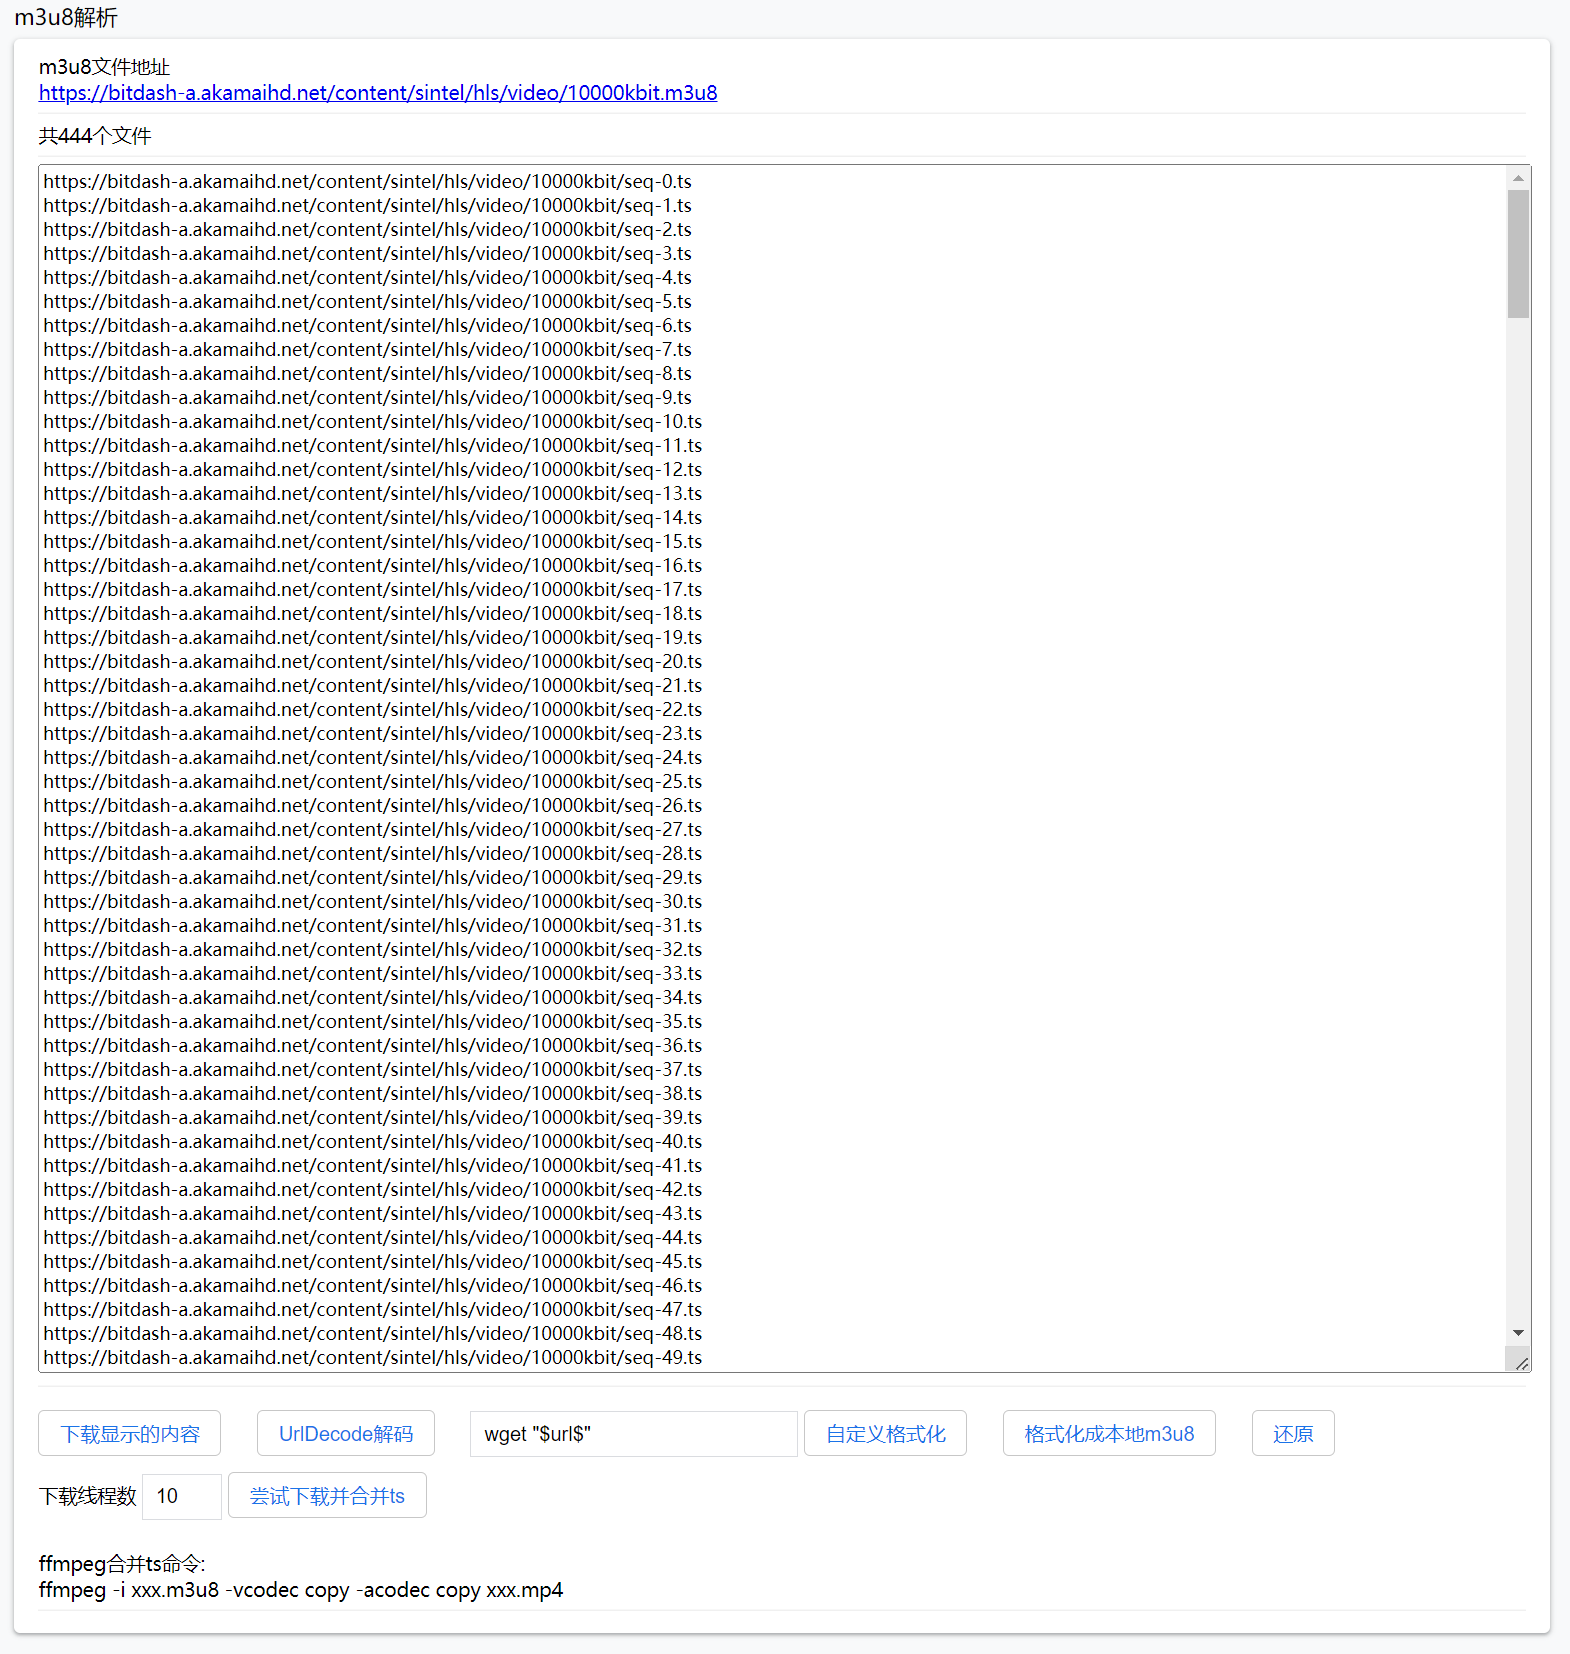 m3u8解析
m3u8文件地址
https://bitdash-a.akamaihd.net/content/sintel/hls/video/10000kbit.m3u8
共444个文件
https://bitdash-a.akamaihd.net/content/sintel/hls/video/10000kbit/seq-0.ts
https://bitdash-a.akamaihd.net/content/sintel/hls/video/10000kbit/seq-1.ts
https://bitdash-a.akamaihd.net/content/sintel/hls/video/10000kbit/seq-2.ts
https://bitdash-a.akamaihd.net/content/sintel/hls/video/10000kbit/seq-3.ts
https://bitdash-a.akamaihd.net/content/sintel/hls/video/10000kbit/seq-4.ts
https://bitdash-a.akamaihd.net/content/sintel/hls/video/10000kbit/seq-5.ts
https://bitdash-a.akamaihd.net/content/sintel/hls/video/10000kbit/seq-6.ts
https://bitdash-a.akamaihd.net/content/sintel/hls/video/10000kbit/seq-7.ts
https://bitdash-a.akamaihd.net/content/sintel/hls/video/10000kbit/seq-8.ts
https://bitdash-a.akamaihd.net/content/sintel/hls/video/10000kbit/seq-9.ts
https://bitdash-a.akamaihd.net/content/sintel/hls/video/10000kbit/seq-10.ts
https://bitdash-a.akamaihd.net/content/sintel/hls/video/10000kbit/seq-11.ts
https://bitdash-a.akamaihd.net/content/sintel/hls/video/10000kbit/seq-12.ts
https://bitdash-a.akamaihd.net/content/sintel/hls/video/10000kbit/seq-13.ts
https://bitdash-a.akamaihd.net/content/sintel/hls/video/10000kbit/seq-14.ts
https://bitdash-a.akamaihd.net/content/sintel/hls/video/10000kbit/seq-15.ts
https://bitdash-a.akamaihd.net/content/sintel/hls/video/10000kbit/seq-16.ts
https://bitdash-a.akamaihd.net/content/sintel/hls/video/10000kbit/seq-17.ts
https://bitdash-a.akamaihd.net/content/sintel/hls/video/10000kbit/seq-18.ts
https://bitdash-a.akamaihd.net/content/sintel/hls/video/10000kbit/seq-19.ts
https://bitdash-a.akamaihd.net/content/sintel/hls/video/10000kbit/seq-20.ts
https://bitdash-a.akamaihd.net/content/sintel/hls/video/10000kbit/seq-21.ts
https://bitdash-a.akamaihd.net/content/sintel/hls/video/10000kbit/seq-22.ts
https://bitdash-a.akamaihd.net/content/sintel/hls/video/10000kbit/seq-23.ts
https://bitdash-a.akamaihd.net/content/sintel/hls/video/10000kbit/seq-24.ts
https://bitdash-a.akamaihd.net/content/sintel/hls/video/10000kbit/seq-25.ts
https://bitdash-a.akamaihd.net/content/sintel/hls/video/10000kbit/seq-26.ts
https://bitdash-a.akamaihd.net/content/sintel/hls/video/10000kbit/seq-27.ts
https://bitdash-a.akamaihd.net/content/sintel/hls/video/10000kbit/seq-28.ts
https://bitdash-a.akamaihd.net/content/sintel/hls/video/10000kbit/seq-29.ts
https://bitdash-a.akamaihd.net/content/sintel/hls/video/10000kbit/seq-30.ts
https://bitdash-a.akamaihd.net/content/sintel/hls/video/10000kbit/seq-31.ts
https://bitdash-a.akamaihd.net/content/sintel/hls/video/10000kbit/seq-32.ts
https://bitdash-a.akamaihd.net/content/sintel/hls/video/10000kbit/seq-33.ts
https://bitdash-a.akamaihd.net/content/sintel/hls/video/10000kbit/seq-34.ts
https://bitdash-a.akamaihd.net/content/sintel/hls/video/10000kbit/seq-35.ts
https://bitdash-a.akamaihd.net/content/sintel/hls/video/10000kbit/seq-36.ts
https://bitdash-a.akamaihd.net/content/sintel/hls/video/10000kbit/seq-37.ts
https://bitdash-a.akamaihd.net/content/sintel/hls/video/10000kbit/seq-38.ts
https://bitdash-a.akamaihd.net/content/sintel/hls/video/10000kbit/seq-39.ts
https://bitdash-a.akamaihd.net/content/sintel/hls/video/10000kbit/seq-40.ts
https://bitdash-a.akamaihd.net/content/sintel/hls/video/10000kbit/seq-41.ts
https://bitdash-a.akamaihd.net/content/sintel/hls/video/10000kbit/seq-42.ts
https://bitdash-a.akamaihd.net/content/sintel/hls/video/10000kbit/seq-43.ts
https://bitdash-a.akamaihd.net/content/sintel/hls/video/10000kbit/seq-44.ts
https://bitdash-a.akamaihd.net/content/sintel/hls/video/10000kbit/seq-45.ts
https://bitdash-a.akamaihd.net/content/sintel/hls/video/10000kbit/seq-46.ts
https://bitdash-a.akamaihd.net/content/sintel/hls/video/10000kbit/seq-47.ts
https://bitdash-a.akamaihd.net/content/sintel/hls/video/10000kbit/seq-48.ts
https://bitdash-a.akamaihd.net/content/sintel/hls/video/10000kbit/seq-49.ts
下载显示的内容 UrlDecode解码 wget "$url$" 自定义格式化 格式化成本地m3u8 还原
下载线程数 10 尝试下载并合并ts
ffmpeg合并ts命令:
ffmpeg -i xxx.m3u8 -vcodec copy -acodec copy xxx.mp4